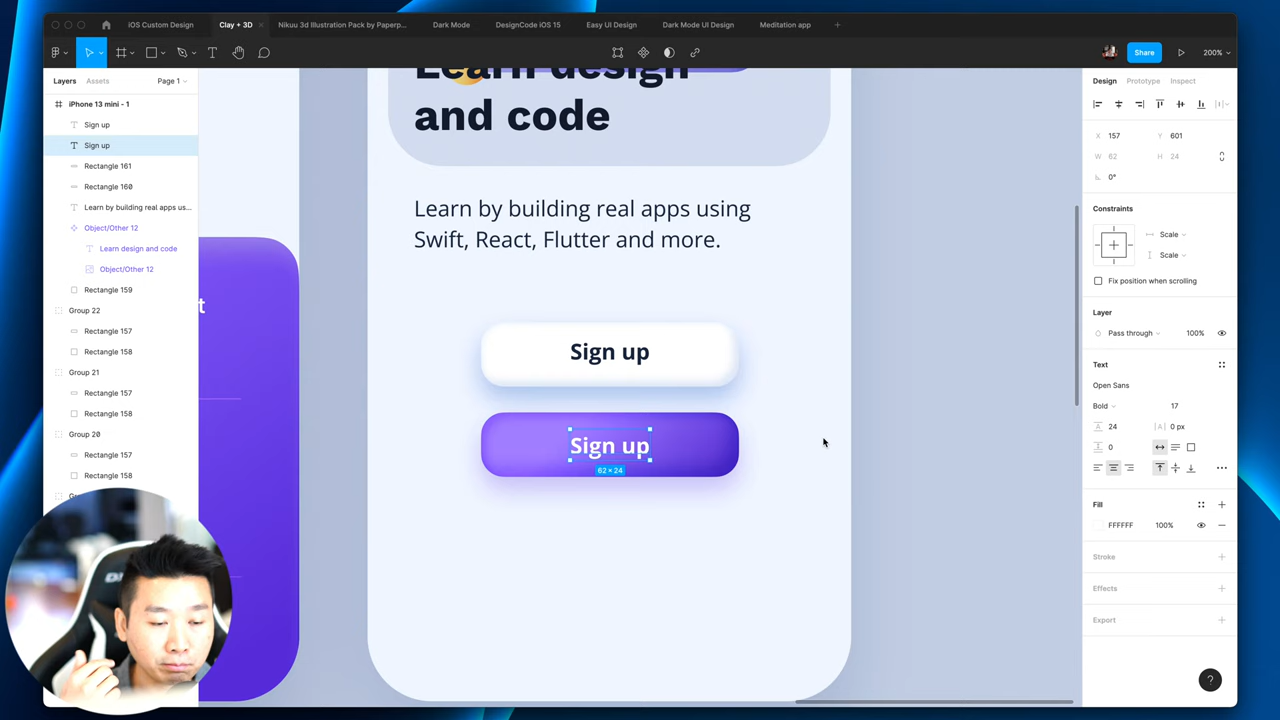 iOS Custom Design
Clay + 3D
Nikuu 3d Illustration Pack by Paperp...
Dark Mode
DesignCode iOS 15
Easy UI Design
Dark Mode UI Design
Meditation app
Share
200%
Layers
Assets
Page 1
iPhone 13 mini - 1
Sign up
Sign up
Rectangle 161
Rectangle 160
Learn by building real apps us...
Object/Other 12
Learn design and code
Object/Other 12
Rectangle 159
Group 22
Rectangle 157
Rectangle 158
Group 21
Rectangle 157
Rectangle 158
Group 20
Rectangle 155
Rectangle 158
Learn design
and code
Learn by building real apps using
Swift, React, Flutter and more.
Sign up
Sign up
62 × 24
t
Design
Prototype
Inspect
X 157
Y 601
W 62
H 24
0°
Constraints
Scale
Scale
Fix position when scrolling
Layer
Pass through
100%
Text
Open Sans
Bold
17
24
0 px
0
Fill
FFFFFF
100%
Stroke
Effects
Export
?